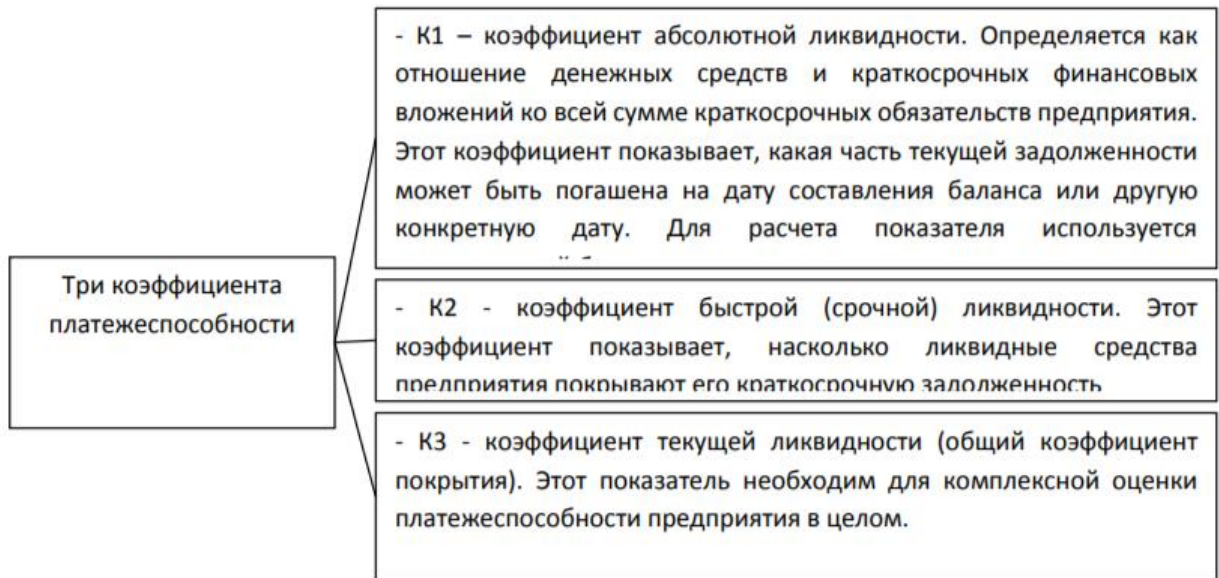 - К1 – коэффициент абсолютной ликвидности. Определяется как
отношение денежных средств и краткосрочных финансовых
вложений ко всей сумме краткосрочных обязательств предприятия.
Этот коэффициент показывает, какая часть текущей задолженности
может быть погашена на дату составления баланса или другую
конкретную дату. Для расчета показателя используется
Три коэффициента
платежеспособности
- К2 - коэффициент быстрой (срочной) ликвидности. Этот
коэффициент показывает, насколько ликвидные средства
предприятия покрывают его краткосрочную задолженность
- К3 - коэффициент текущей ликвидности (общий коэффициент
покрытия). Этот показатель необходим для комплексной оценки
платежеспособности предприятия в целом.